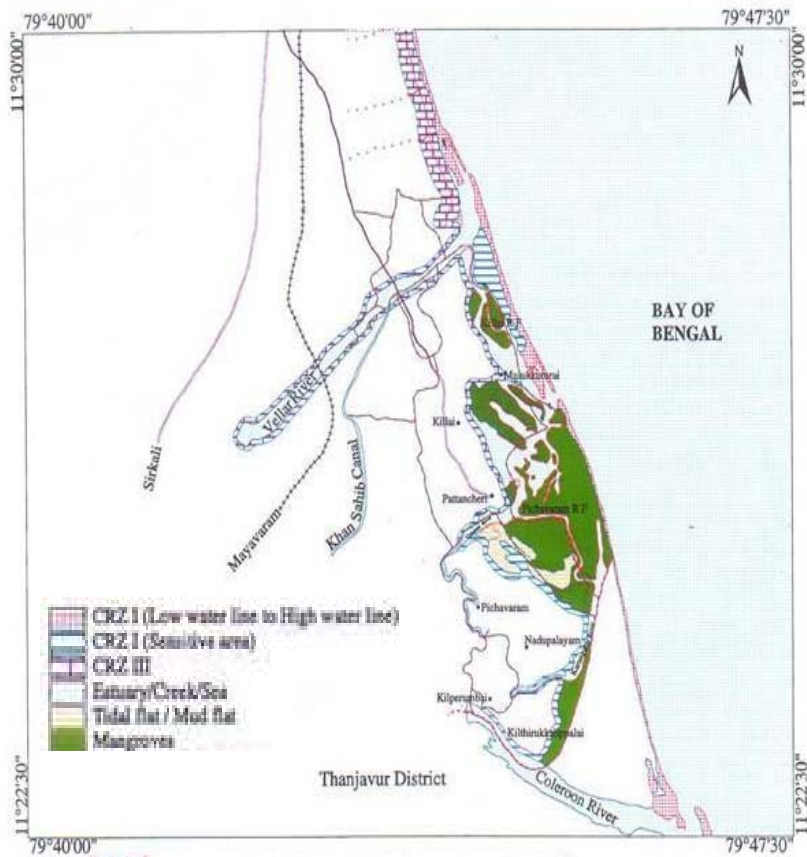 79°40'00"
79°47'30"
11°30'00"
11°30'00"
N
BAY OF
BENGAL
Vellar River
Killai
Sirkali
Khan Sahib Canal
Mayavaram
Pattancheri
Pichavaram R F
CRZ I (Low water line to High water line)
CRZ I (Sensitive area)
CRZ III
Estuary/Creek/Sea
Tidal flat / Mud flat
Mangroves
Pichavaram
Nadupalayam
Thanjavur District
Coleroon River
11°22'30"
11°22'30"
79°40'00"
79°47'30"